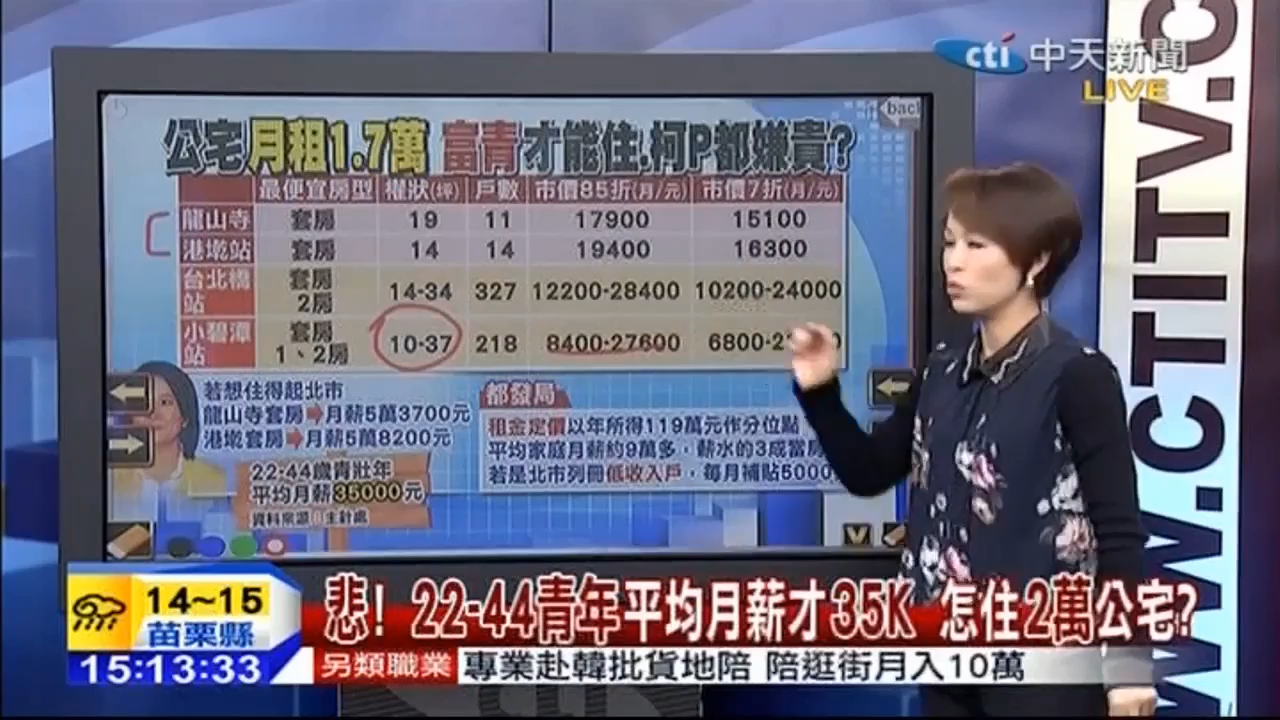 cti 中天新聞
LIVE
back
公宅月租1.7萬 富青才能住.柯P都嫌貴?
最便宜房型 權狀(坪) 戶數 市價85折(月/元) 市價7折(月/元)
龍山寺 套房 19 11 17900 15100
港墘站 套房 14 14 19400 16300
台北橋站 套房 2房 14-34 327 12200-28400 10200-24000
小碧潭站 套房 1、2房 10-37 218 8400-27600 6800-2
若想住得起北市
龍山寺套房➡月薪5萬3700元
港墘套房➡月薪5萬8200元
22-44歲青壯年
平均月薪35000元
資料來源:主計處
都發局
租金定價以年所得119萬元作分位點
平均家庭月薪約9萬多,薪水的3成當房
若是北市列冊低收入戶,每月補貼5000
WWW.CTITV.C
14~15
苗栗縣
15:13:33
悲! 22-44青年平均月薪才35K 怎住2萬公宅?
另類職業 專業赴韓批貨地陪 陪逛街月入10萬